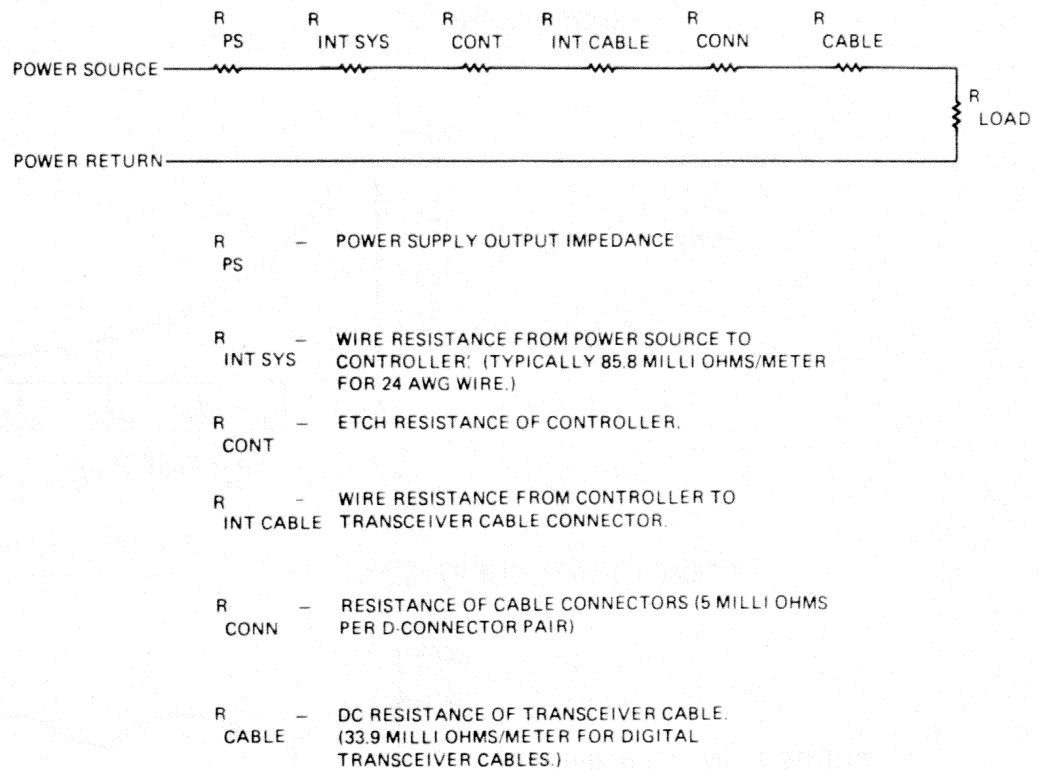 R R R R R R
PS INT SYS CONT INT CABLE CONN CABLE
POWER SOURCE
R
LOAD
POWER RETURN
R – POWER SUPPLY OUTPUT IMPEDANCE
PS
R – WIRE RESISTANCE FROM POWER SOURCE TO
INT SYS CONTROLLER. (TYPICALLY 85.8 MILLI OHMS/METER
FOR 24 AWG WIRE.)
R – ETCH RESISTANCE OF CONTROLLER.
CONT
R – WIRE RESISTANCE FROM CONTROLLER TO
INT CABLE TRANSCEIVER CABLE CONNECTOR.
R – RESISTANCE OF CABLE CONNECTORS (5 MILLI OHMS
CONN PER D-CONNECTOR PAIR)
R – DC RESISTANCE OF TRANSCEIVER CABLE.
CABLE (33.9 MILLI OHMS/METER FOR DIGITAL
TRANSCEIVER CABLES.)